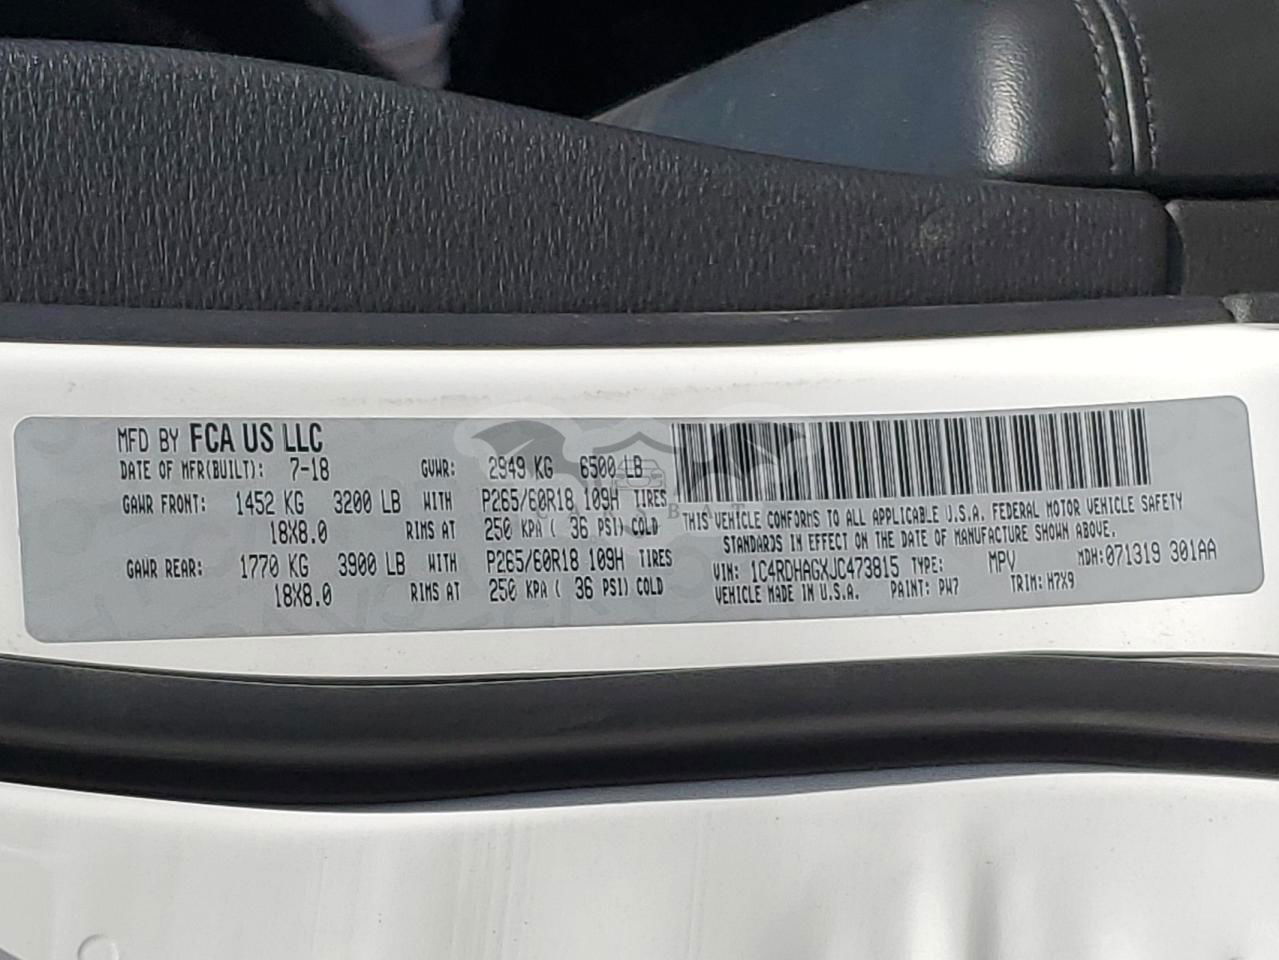 MFD BY FCA US LLC
DATE OF MFR(BUILT): 7-18 GVWR: 2949 KG 6500 LB
GAWR FRONT: 1452 KG 3200 LB WITH P265/60R18 109H TIRES
18X8.0 RIMS AT 250 KPA ( 36 PSI) COLD
GAWR REAR: 1770 KG 3900 LB WITH P265/60R18 109H TIRES
18X8.0 RIMS AT 250 KPA ( 36 PSI) COLD
THIS VEHICLE CONFORMS TO ALL APPLICABLE U.S.A. FEDERAL MOTOR VEHICLE SAFETY
STANDARDS IN EFFECT ON THE DATE OF MANUFACTURE SHOWN ABOVE.
VIN: 1C4RDHAGXJC473815 TYPE: MPV MDH:071319 301AA
VEHICLE MADE IN U.S.A. PAINT: PW7 TRIM: H7X9